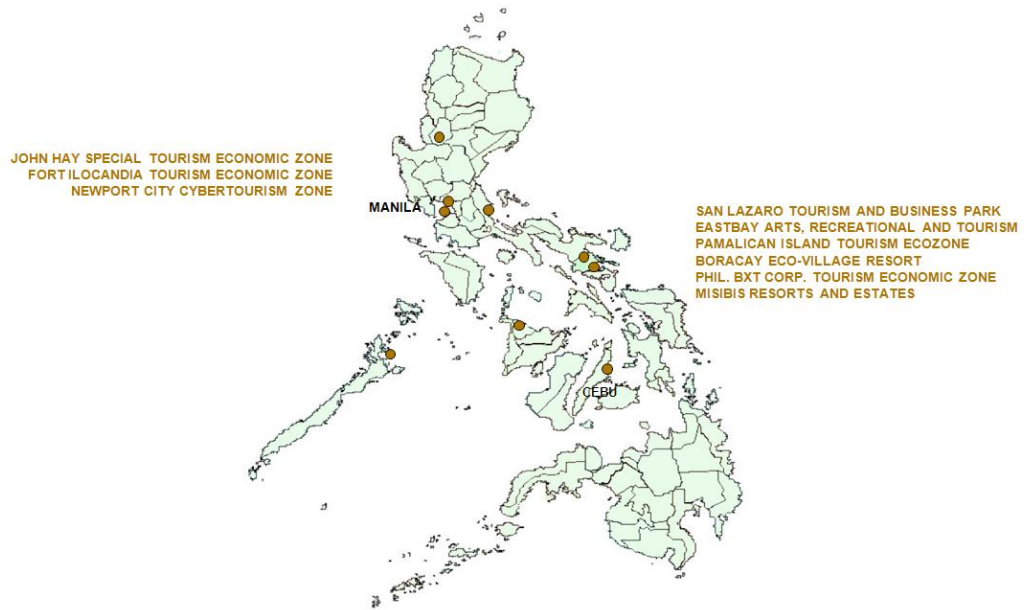 JOHN HAY SPECIAL TOURISM ECONOMIC ZONE
FORT ILOCANDIA TOURISM ECONOMIC ZONE
NEWPORT CITY CYBERTOURISM ZONE
MANILA
SAN LAZARO TOURISM AND BUSINESS PARK
EASTBAY ARTS, RECREATIONAL AND TOURISM
PAMALICAN ISLAND TOURISM ECOZONE
BORACAY ECO-VILLAGE RESORT
PHIL. BXT CORP. TOURISM ECONOMIC ZONE
MISIBIS RESORTS AND ESTATES
CEBU